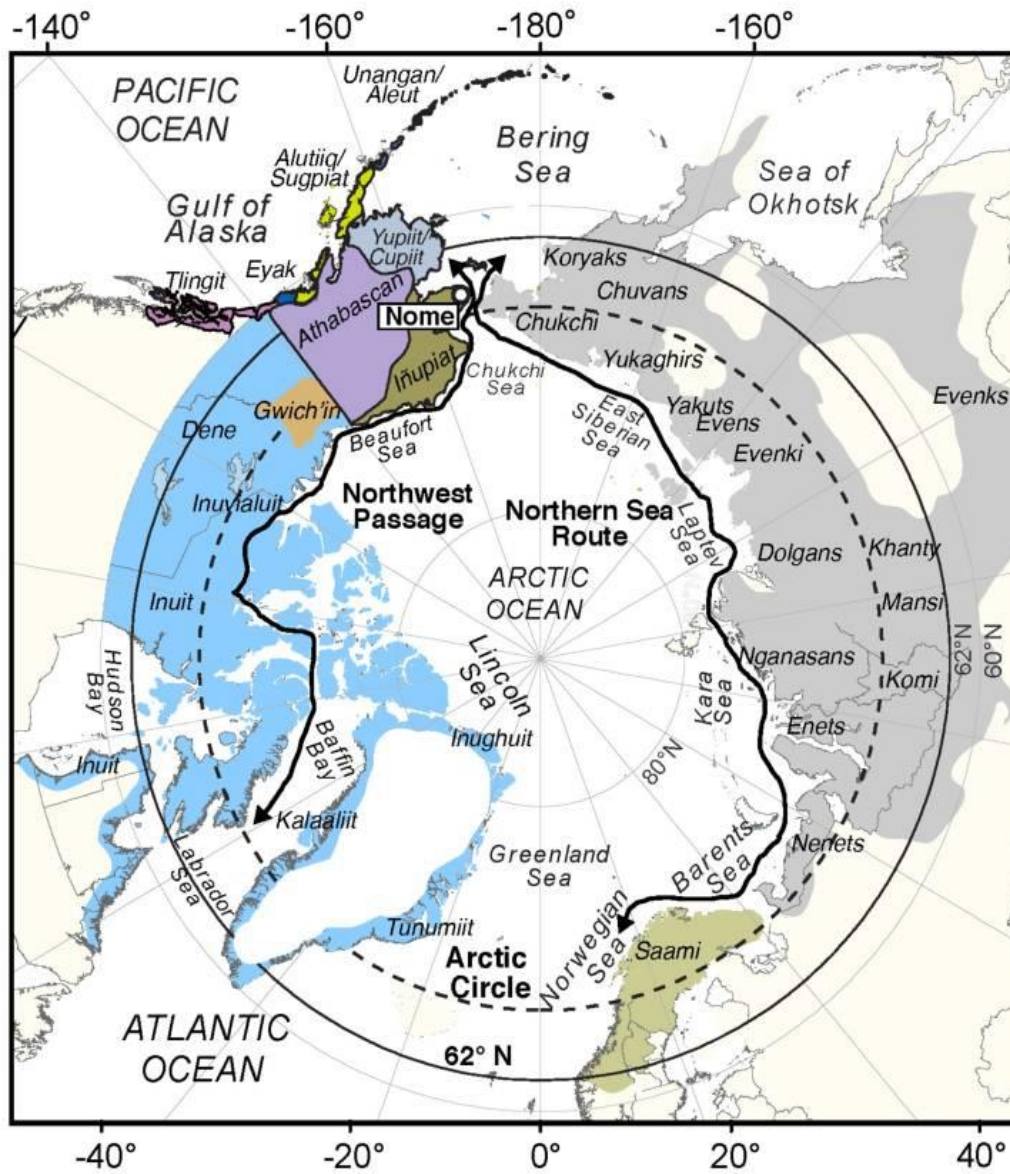 -140°
-160°
-180°
-160°
PACIFIC
OCEAN
Unangan/
Aleut
Bering
Sea
Sea of
Okhotsk
Alutiiq/
Sugpiat
Gulf of
Alaska
Yupiit/
Cupiit
Eyak
Tlingit
Koryaks
Chuvans
Athabascan
Nome
Chukchi
Iñupiat
Chukchi
Sea
Yukaghirs
Yakuts
Evens
Evenks
Evenki
Gwich'in
Dene
Beaufort
Sea
East
Siberian
Sea
Inuvialuit
Northwest
Passage
Northern Sea
Route
Laptev
Sea
Dolgans
Khanty
ARCTIC
OCEAN
Inuit
Mansi
Lincoln
Sea
Nganasans
Komi
62°N
60°N
Hudson
Bay
Kara
Sea
Inuit
Baffin
Bay
Inughuit
Enets
80°N
Kalaaliit
Labrador
Sea
Greenland
Sea
Barents
Sea
Nenets
Tunumiit
Norwegian
Sea
Saami
Arctic
Circle
ATLANTIC
OCEAN
62° N
-40°
-20°
0°
20°
40°